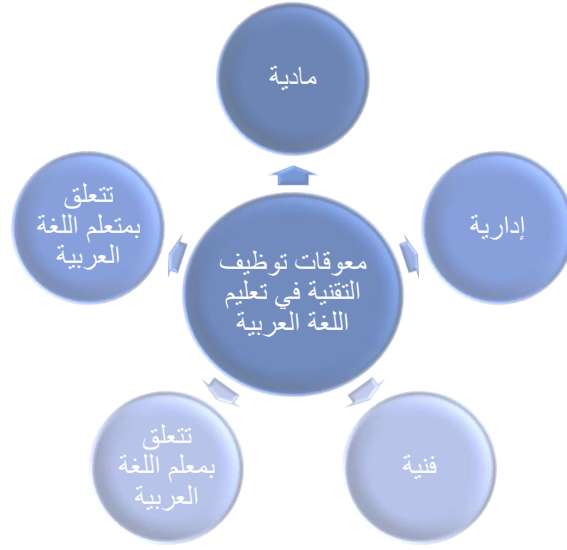 مادية
إدارية
فنية
تتعلق
بمعلم اللغة
العربية
تتعلق
بمتعلم اللغة
العربية
معوقات توظيف
التقنية في تعليم
اللغة العربية